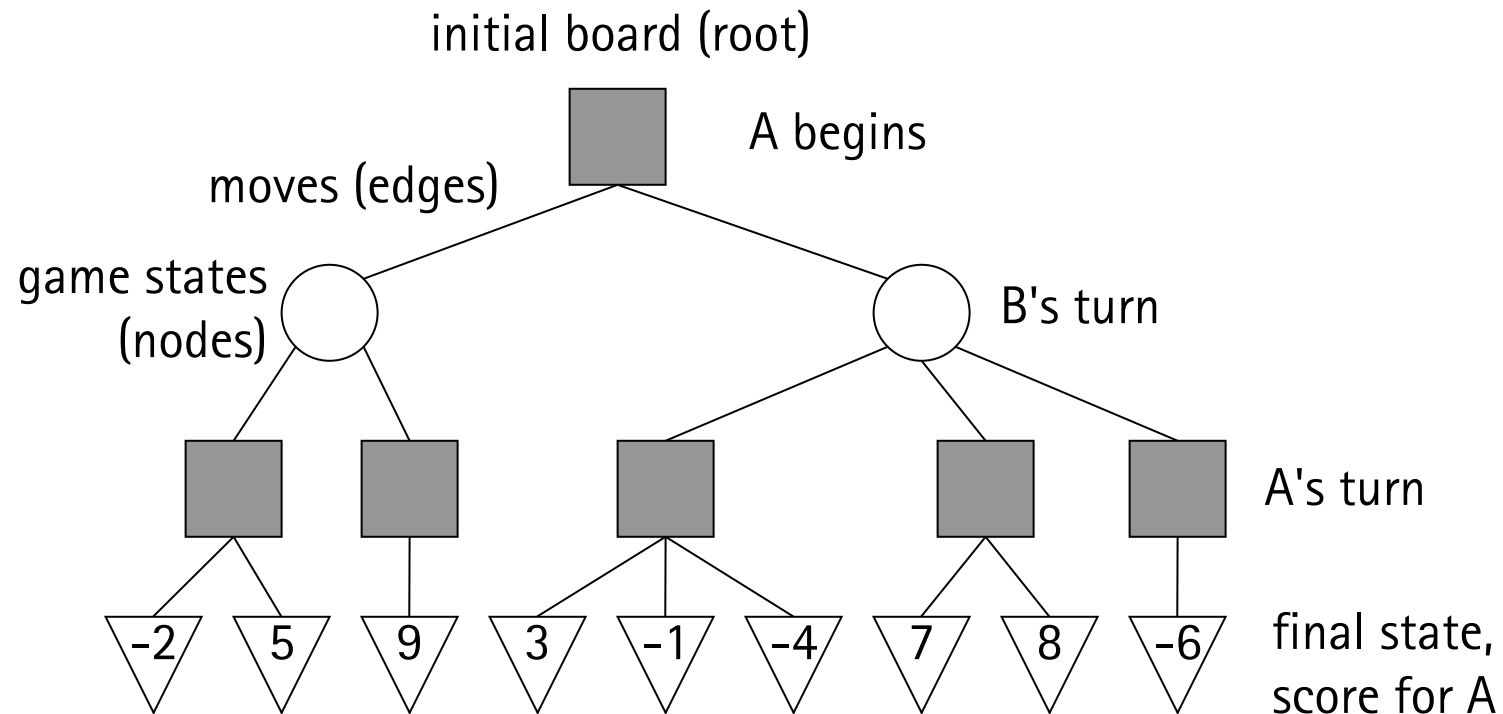 initial board (root)
A begins
moves (edges)
game states
(nodes)
B's turn
A's turn
-2 5 9 3 -1 -4 7 8 -6
final state,
score for A